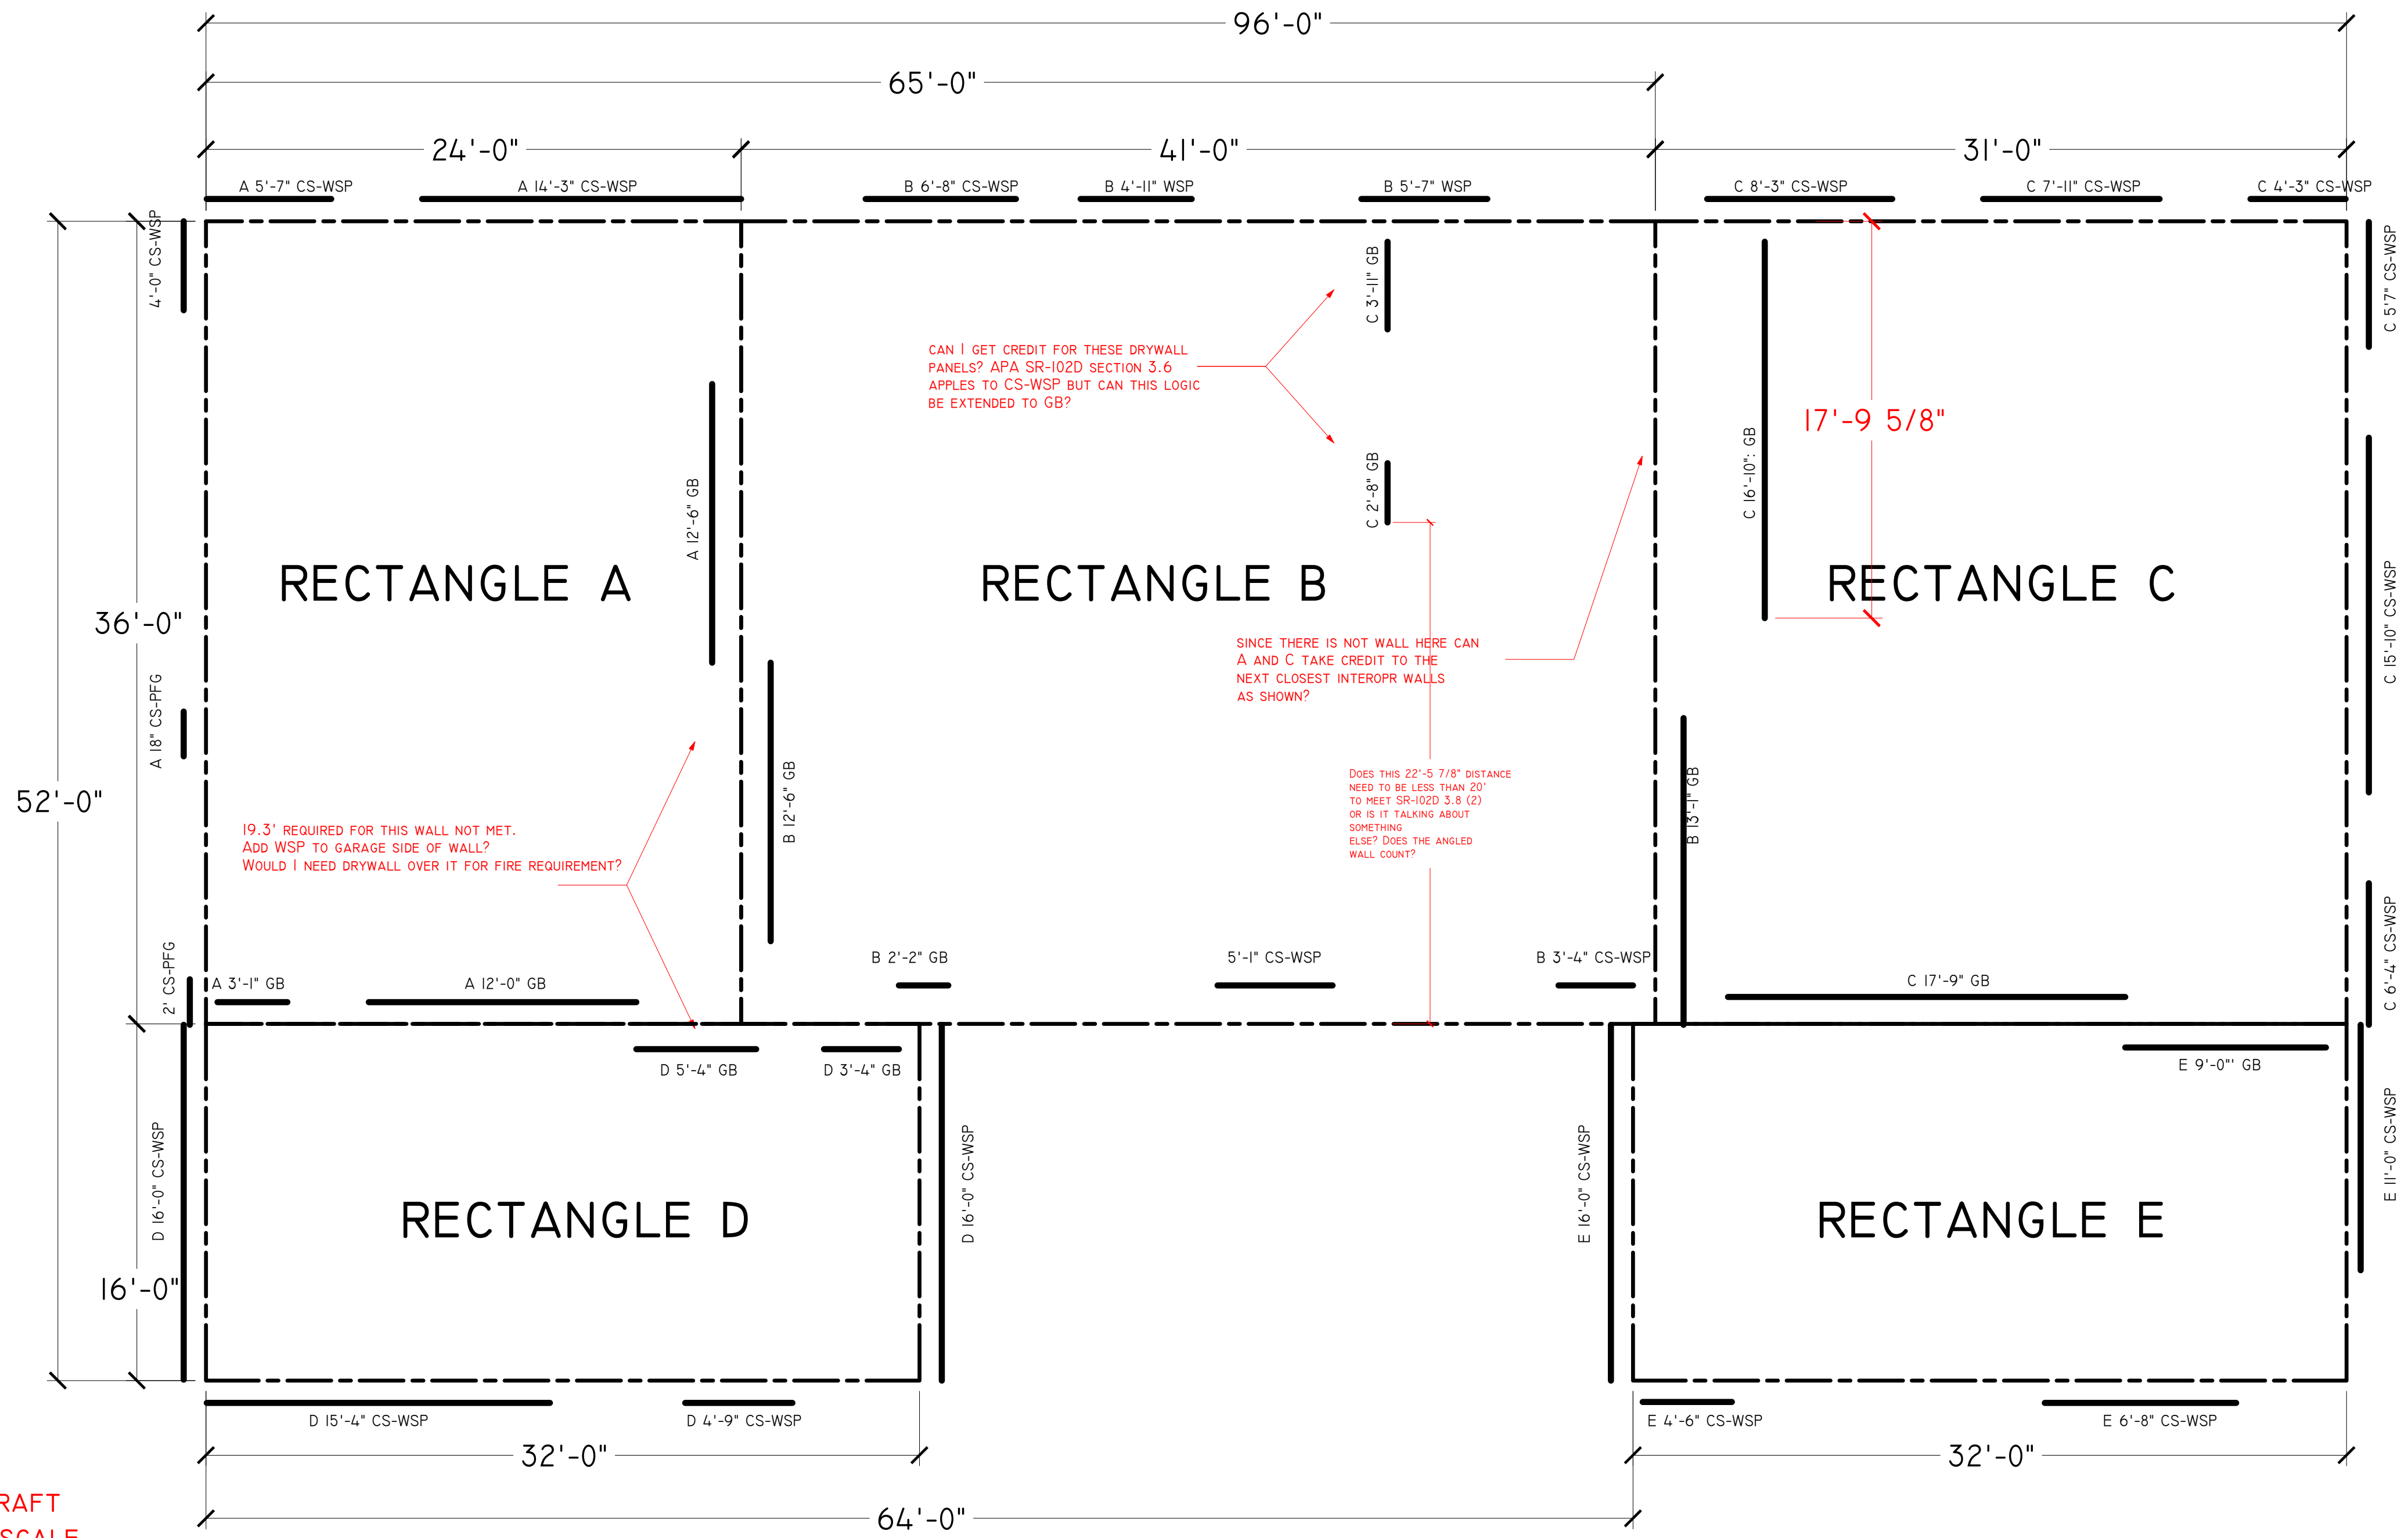 96'-0"
65'-0"
24'-0"
41'-0"
31'-0"
A 5'-7" CS-WSP
A 14'-3" CS-WSP
B 6'-8" CS-WSP
B 4'-11" WSP
B 5'-7" WSP
C 8'-3" CS-WSP
C 7'-11" CS-WSP
C 4'-3" CS-WSP
4'-0" CS-WSP
C 5'7" CS-WSP
C 3'-11" GB
CAN I GET CREDIT FOR THESE DRYWALL
PANELS? APA SR-102D SECTION 3.6
APPLES TO CS-WSP BUT CAN THIS LOGIC
BE EXTENDED TO GB?
17'-9 5/8"
C 16'-10": GB
C 2'-8" GB
A 12'-6" GB
RECTANGLE A
RECTANGLE B
RECTANGLE C
C 15'-10" CS-WSP
36'-0"
SINCE THERE IS NOT WALL HERE CAN
A AND C TAKE CREDIT TO THE
NEXT CLOSEST INTEROPR WALLS
AS SHOWN?
A 18" CS-PFG
52'-0"
B 12'-6" GB
B 13'-1" GB
DOES THIS 22'-5 7/8" DISTANCE
NEED TO BE LESS THAN 20'
TO MEET SR-102D 3.8 (2)
OR IS IT TALKING ABOUT
SOMETHING
ELSE? DOES THE ANGLED
WALL COUNT?
19.3' REQUIRED FOR THIS WALL NOT MET.
ADD WSP TO GARAGE SIDE OF WALL?
WOULD I NEED DRYWALL OVER IT FOR FIRE REQUIREMENT?
2' CS-PFG
A 3'-1" GB
A 12'-0" GB
B 2'-2" GB
5'-1" CS-WSP
B 3'-4" CS-WSP
C 17'-9" GB
C 6'-4" CS-WSP
D 5'-4" GB
D 3'-4" GB
E 9'-0"' GB
D 16'-0" CS-WSP
D 16'-0" CS-WSP
E 16'-0" CS-WSP
E 11'-0" CS-WSP
RECTANGLE D
RECTANGLE E
16'-0"
D 15'-4" CS-WSP
D 4'-9" CS-WSP
E 4'-6" CS-WSP
E 6'-8" CS-WSP
32'-0"
32'-0"
RAFT
SCALE
64'-0"